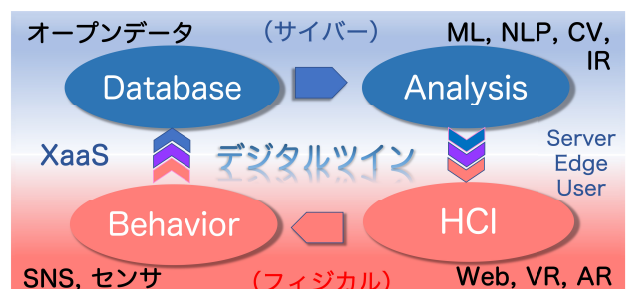 オープンデータ
（サイバー）
ML, NLP, CV,
IR
Database
Analysis
XaaS
デジタルツイン
Server
Edge
User
Behavior
HCI
SNS, センサ
（フィジカル）
Web, VR, AR